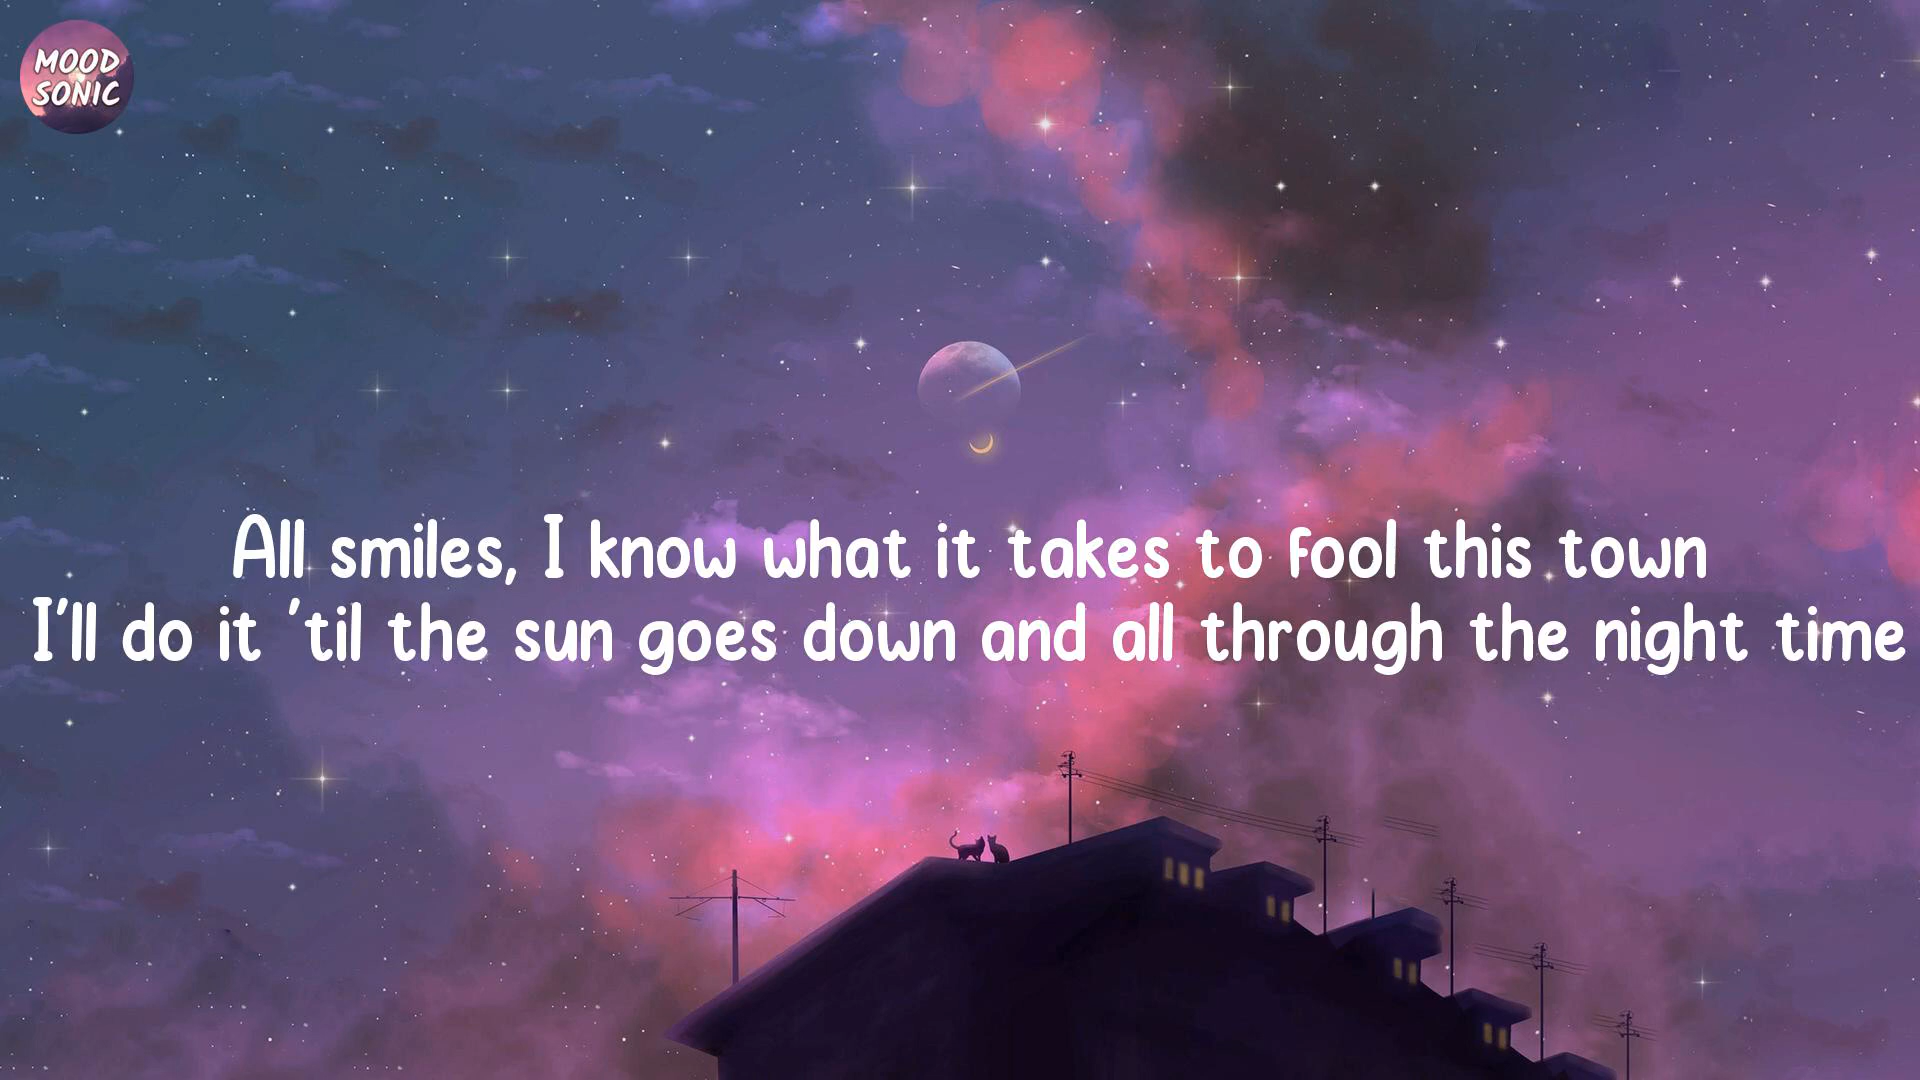 MOOD
SONIC
All smiles, I know what it takes to fool this town
I'll do it 'til the sun goes down and all through the night time